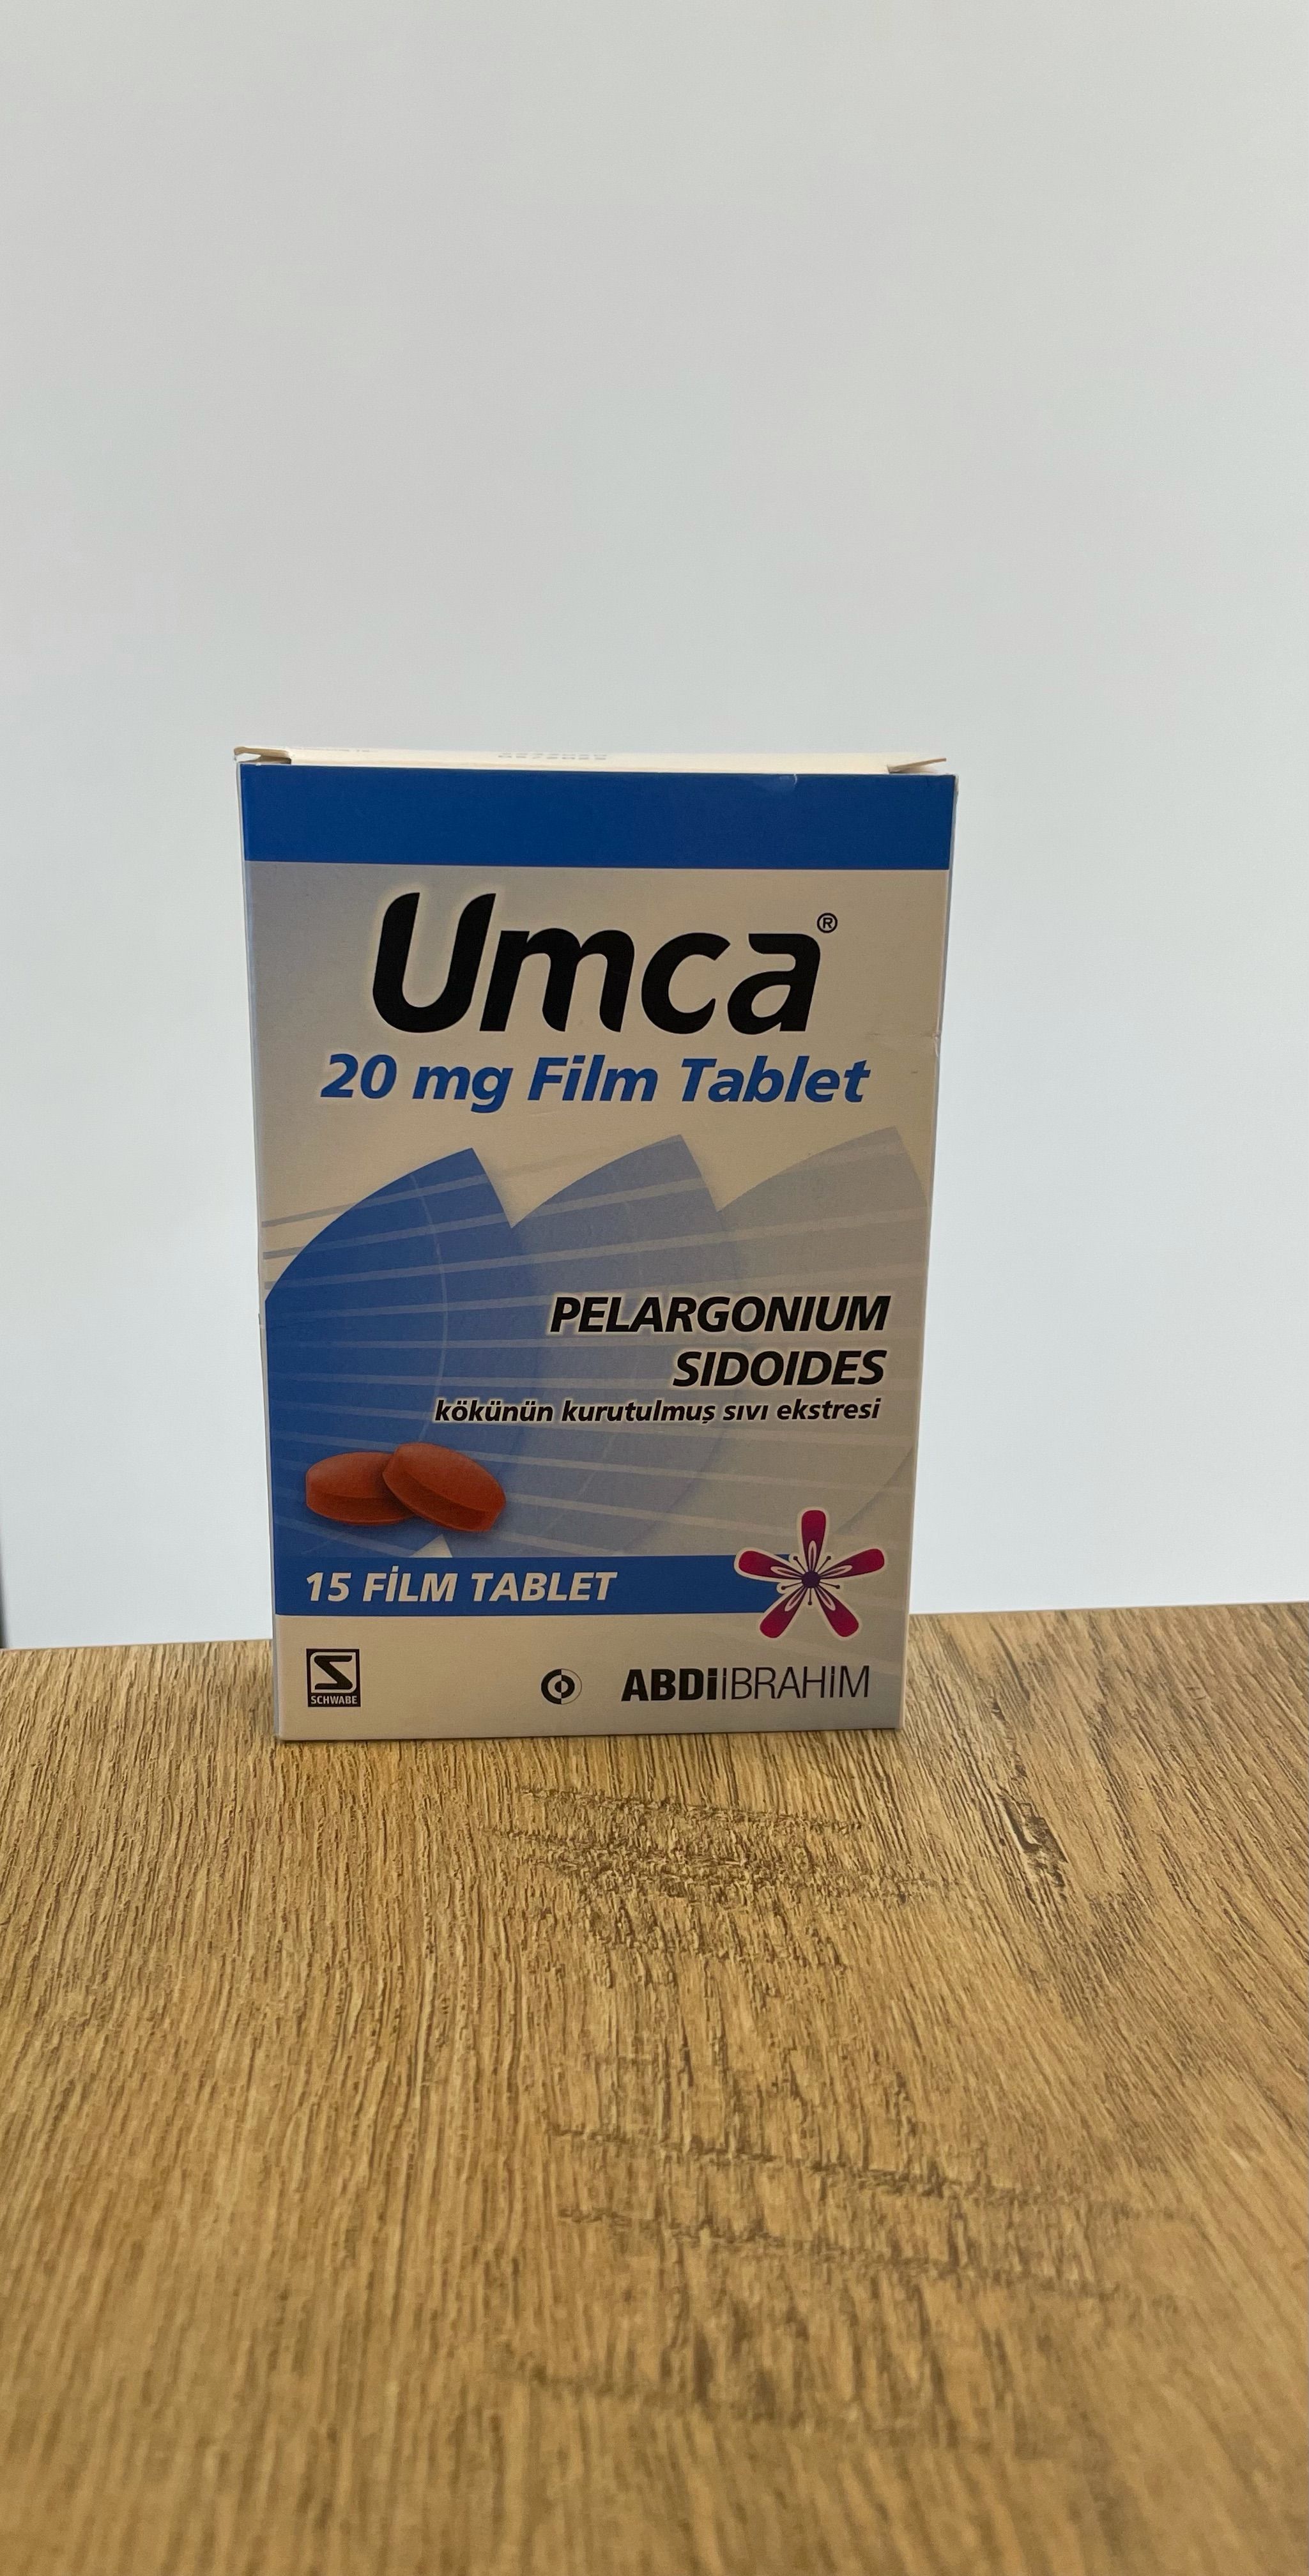 Umca®
20 mg Film Tablet
PELARGONIUM
SIDOIDES
kökünün kurutulmuş sıvı ekstresi
15 FİLM TABLET
SCHWABE
ABDİİBRAHİM